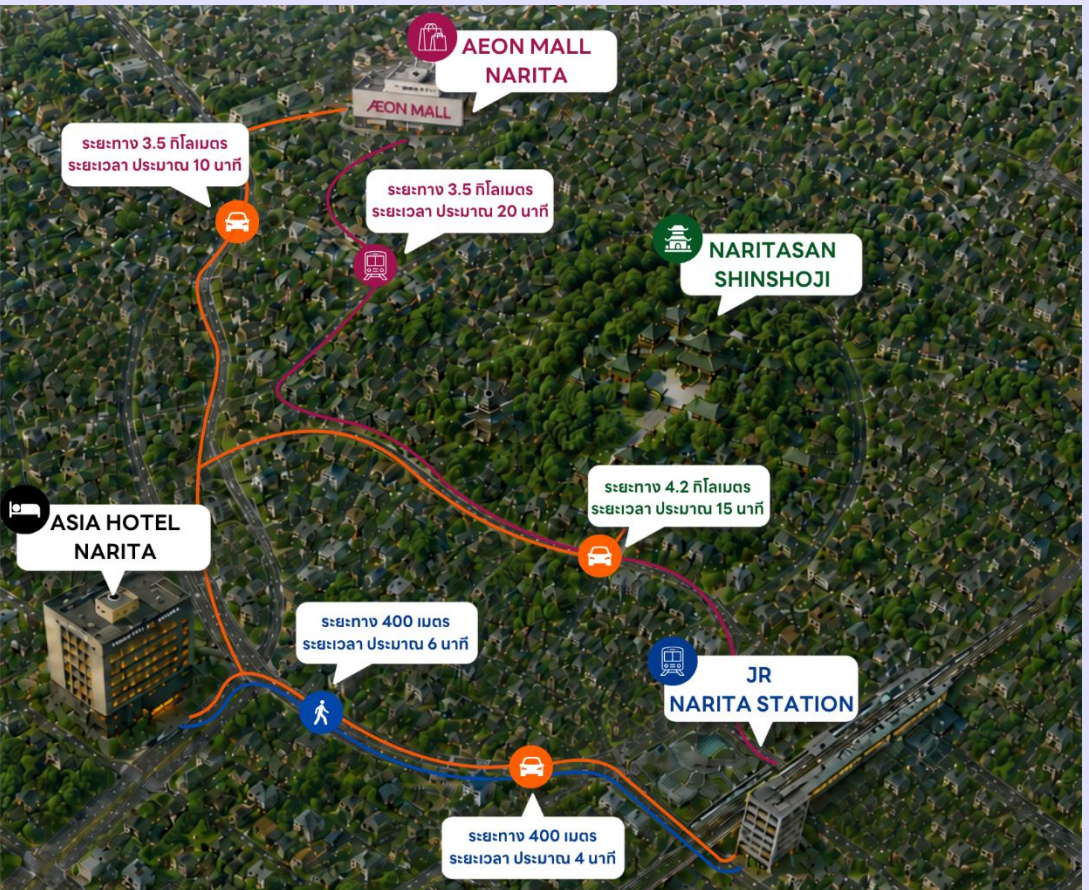 AEON MALL
NARITA
ÆON MALL
ระยะทาง 3.5 กิโลเมตร
ระยะเวลา ประมาณ 10 นาที
ระยะทาง 3.5 กิโลเมตร
ระยะเวลา ประมาณ 20 นาที
NARITASAN
SHINSHOJI
ระยะทาง 4.2 กิโลเมตร
ระยะเวลา ประมาณ 15 นาที
ASIA HOTEL
NARITA
ระยะทาง 400 เมตร
ระยะเวลา ประมาณ 6 นาที
JR
NARITA STATION
ระยะทาง 400 เมตร
ระยะเวลา ประมาณ 4 นาที